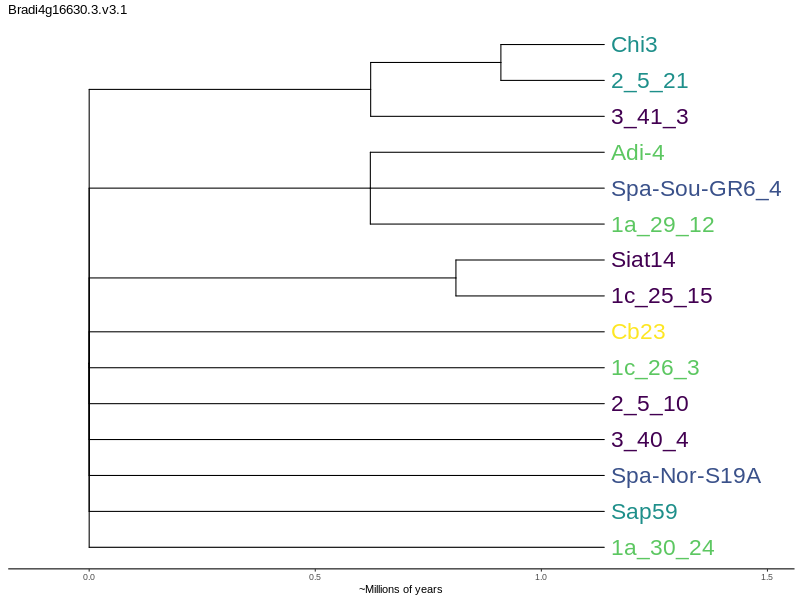 Bradi4g16630.3.v3.1
Chi3
2_5_21
3_41_3
Adi-4
Spa-Sou-GR6_4
1a_29_12
Siat14
1c_25_15
Cb23
1c_26_3
2_5_10
3_40_4
Spa-Nor-S19A
Sap59
1a_30_24
0.0 0.5 1.0 1.5
~Millions of years